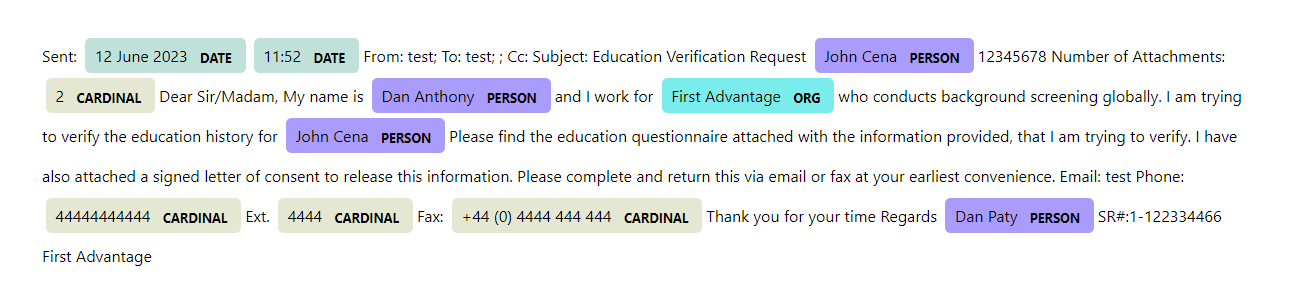 Sent: 12 June 2023 DATE 11:52 DATE From: test; To: test; ; Cc: Subject: Education Verification Request John Cena PERSON 12345678 Number of Attachments:
2 CARDINAL Dear Sir/Madam, My name is Dan Anthony PERSON and I work for First Advantage ORG who conducts background screening globally. I am trying
to verify the education history for John Cena PERSON Please find the education questionnaire attached with the information provided, that I am trying to verify. I have
also attached a signed letter of consent to release this information. Please complete and return this via email or fax at your earliest convenience. Email: test Phone:
44444444444 CARDINAL Ext. 4444 CARDINAL Fax: +44 (0) 4444 444 444 CARDINAL Thank you for your time Regards Dan Paty PERSON SR#:1-122334466
First Advantage